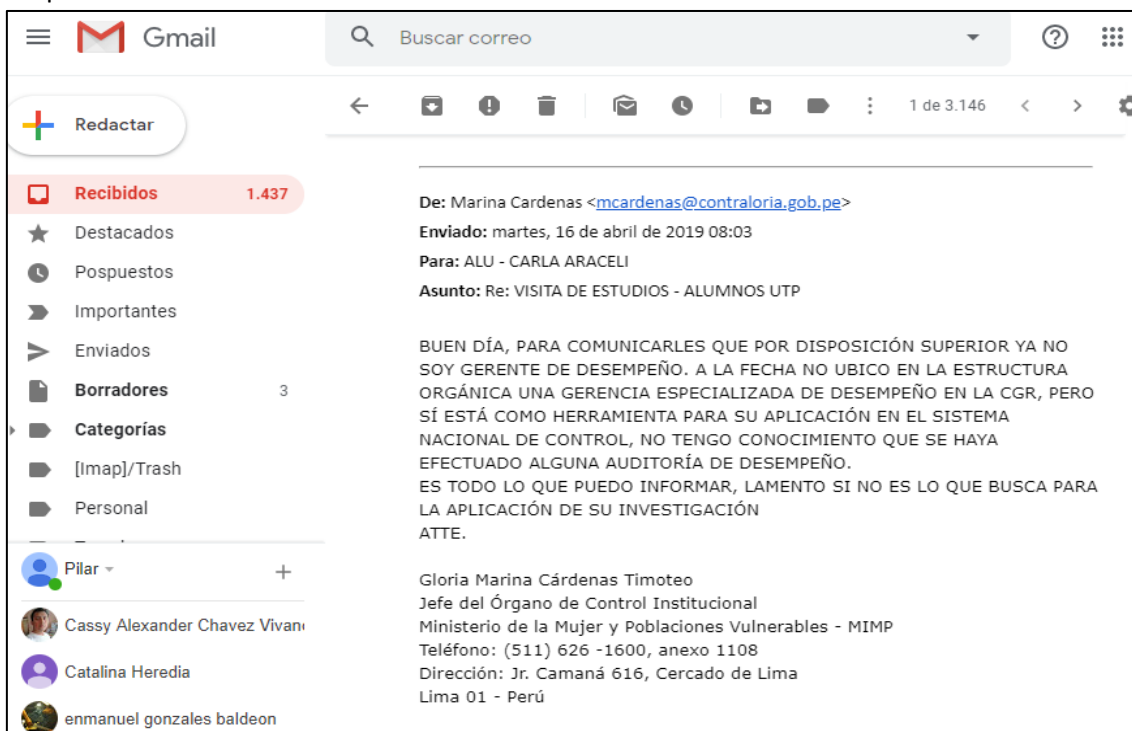 Gmail
Buscar correo
Redactar
1 de 3.146
Recibidos 1.437
Destacados
Pospuestos
Importantes
Enviados
Borradores 3
Categorías
[Imap]/Trash
Personal
Pilar
Cassy Alexander Chavez
Catalina Heredia
enmanuel gonzales baldeon
De: Marina Cardenas <mcardenas@contraloria.gob.pe>
Enviado: martes, 16 de abril de 2019 08:03
Para: ALU - CARLA ARACELI
Asunto: Re: VISITA DE ESTUDIOS - ALUMNOS UTP
BUEN DÍA, PARA COMUNICARLES QUE POR DISPOSICIÓN SUPERIOR YA NO
SOY GERENTE DE DESEMPEÑO. A LA FECHA NO UBICO EN LA ESTRUCTURA
ORGÁNICA UNA GERENCIA ESPECIALIZADA DE DESEMPEÑO EN LA CGR, PERO
SÍ ESTÁ COMO HERRAMIENTA PARA SU APLICACIÓN EN EL SISTEMA
NACIONAL DE CONTROL, NO TENGO CONOCIMIENTO QUE SE HAYA
EFECTUADO ALGUNA AUDITORÍA DE DESEMPEÑO.
ES TODO LO QUE PUEDO INFORMAR, LAMENTO SI NO ES LO QUE BUSCA PARA
LA APLICACIÓN DE SU INVESTIGACIÓN
ATTE.
Gloria Marina Cárdenas Timoteo
Jefe del Órgano de Control Institucional
Ministerio de la Mujer y Poblaciones Vulnerables - MIMP
Teléfono: (511) 626 -1600, anexo 1108
Dirección: Jr. Camaná 616, Cercado de Lima
Lima 01 - Perú